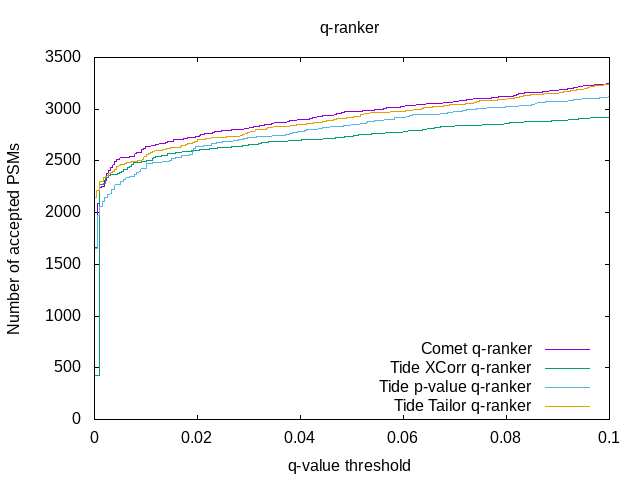 q-ranker
Number of accepted PSMs
3500
3000
2500
2000
1500
1000
500
0
Comet q-ranker
Tide XCorr q-ranker
Tide p-value q-ranker
Tide Tailor q-ranker
0 0.02 0.04 0.06 0.08 0.1
q-value threshold